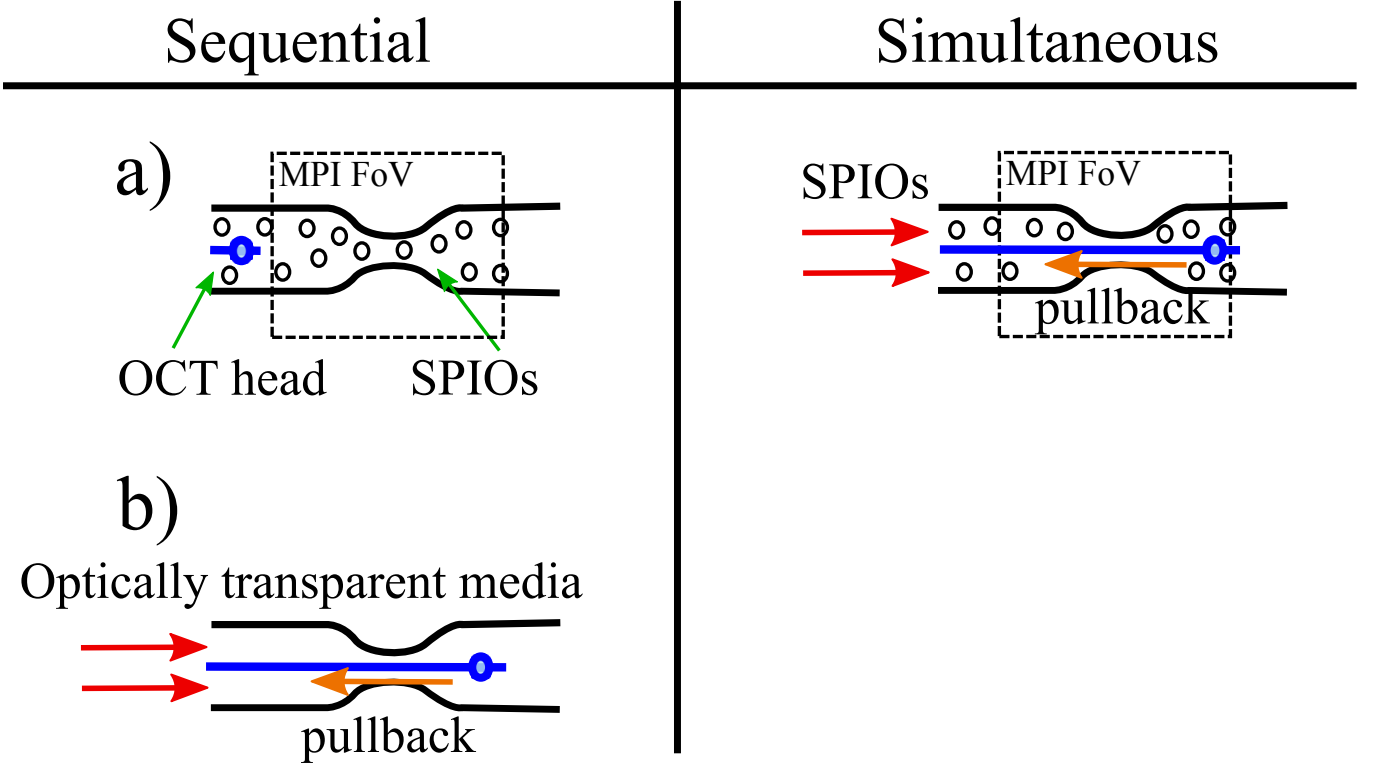 Sequential
Simultaneous
a)
MPI FoV
OCT head
SPIOs
SPIOs
MPI FoV
pullback
b)
Optically transparent media
pullback